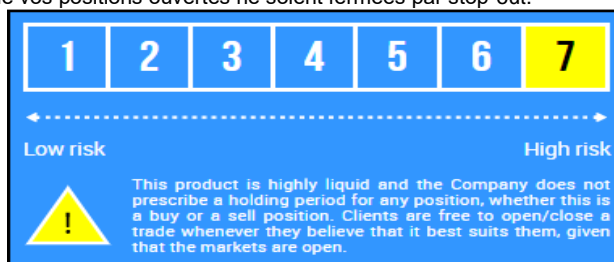 vos positions ouvertes ne soient fermées par stop-out.
1 2 3 4 5 6 7
Low risk High risk
This product is highly liquid and the Company does not
prescribe a holding period for any position, whether this is
a buy or a sell position. Clients are free to open/close a
trade whenever they believe that it best suits them, given
that the markets are open.
!